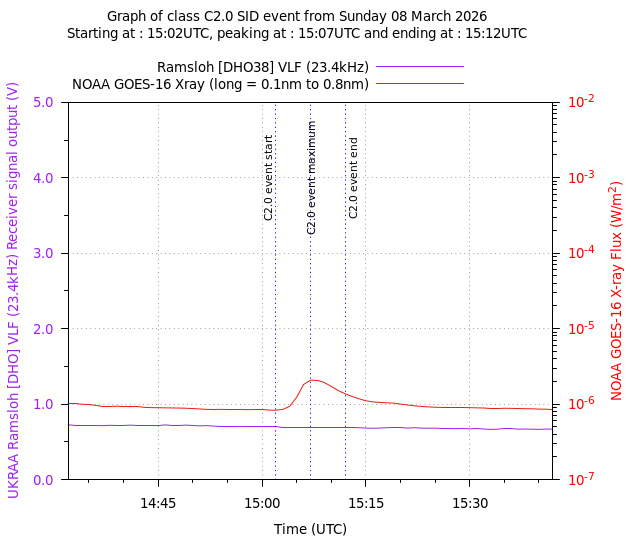 Graph of class C2.0 SID event from Sunday 08 March 2026
Starting at : 15:02UTC, peaking at : 15:07UTC and ending at : 15:12UTC
Ramsloh [DHO38] VLF (23.4kHz)
NOAA GOES-16 Xray (long = 0.1nm to 0.8nm)
UKRAA Ramsloh [DHO] VLF (23.4kHz) Receiver signal output (V)
5.0
4.0
3.0
2.0
1.0
0.0
C2.0 event start
C2.0 event maximum
C2.0 event end
10-2
10-3
10-4
10-5
10-6
10-7
NOAA GOES-16 X-ray Flux (W/m2)
14:45
15:00
15:15
15:30
Time (UTC)